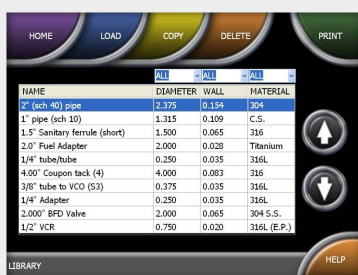 HOME LOAD COPY DELETE PRINT
ALL ALL ALL
NAME DIAMETER WALL MATERIAL
2" (sch 40) pipe 2.375 0.154 304
1" pipe (sch 10) 1.315 0.109 C.S.
1.5" Sanitary ferrule (short) 1.500 0.065 316
2.0" Fuel Adapter 2.000 0.028 Titanium
1/4" tube/tube 0.250 0.035 316L
4.00" Coupon tack (4) 4.000 0.083 316
3/8" tube to VCO (S3) 0.375 0.035 316L
1/4" Adapter 0.250 0.035 316L
2.000" BFD Valve 2.000 0.065 304 S.S.
1/2" VCR 0.750 0.020 316L (E.P.)
LIBRARY HELP